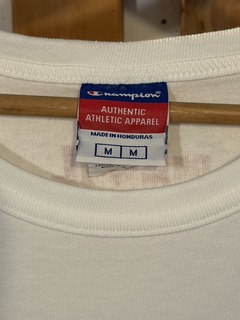 Champion
AUTHENTIC
ATHLETIC APPAREL
MADE IN HONDURAS
M M